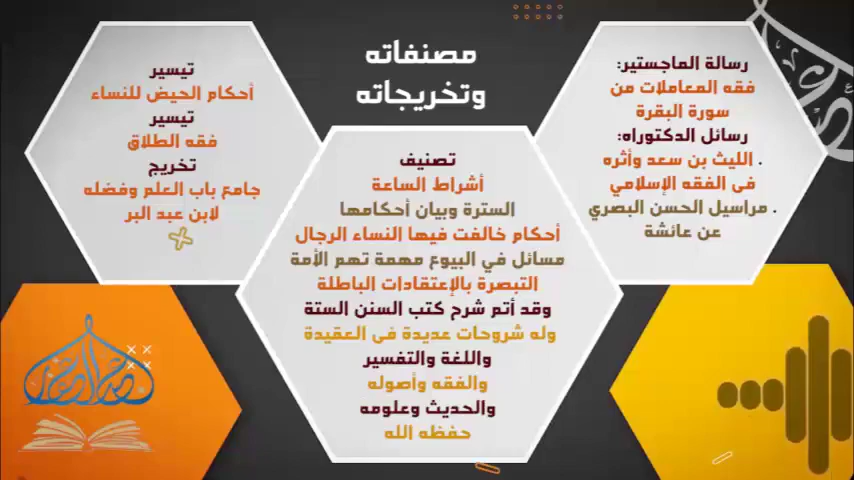 مصنفاته
وتخريجاته
رسالة الماجستير:
فقه المعاملات من
سورة البقرة
رسائل الدكتوراه:
. الليث بن سعد وأثره
فى الفقه الإسلامي
. مراسيل الحسن البصري
عن عائشة
تصنيف
أشراط الساعة
السترة وبيان أحكامها
أحكام خالفت فيها النساء الرجال
مسائل في البيوع مهمة تهم الأمة
التبصرة بالإعتقادات الباطلة
وقد أتم شرح كتب السنن الستة
وله شروحات عديدة فى العقيدة
واللغة والتفسير
والفقه وأصوله
والحديث وعلومه
حفظه الله
تيسير
أحكام الحيض للنساء
تيسير
فقه الطلاق
تخريج
جامع باب العلم وفضله
لابن عبد البر